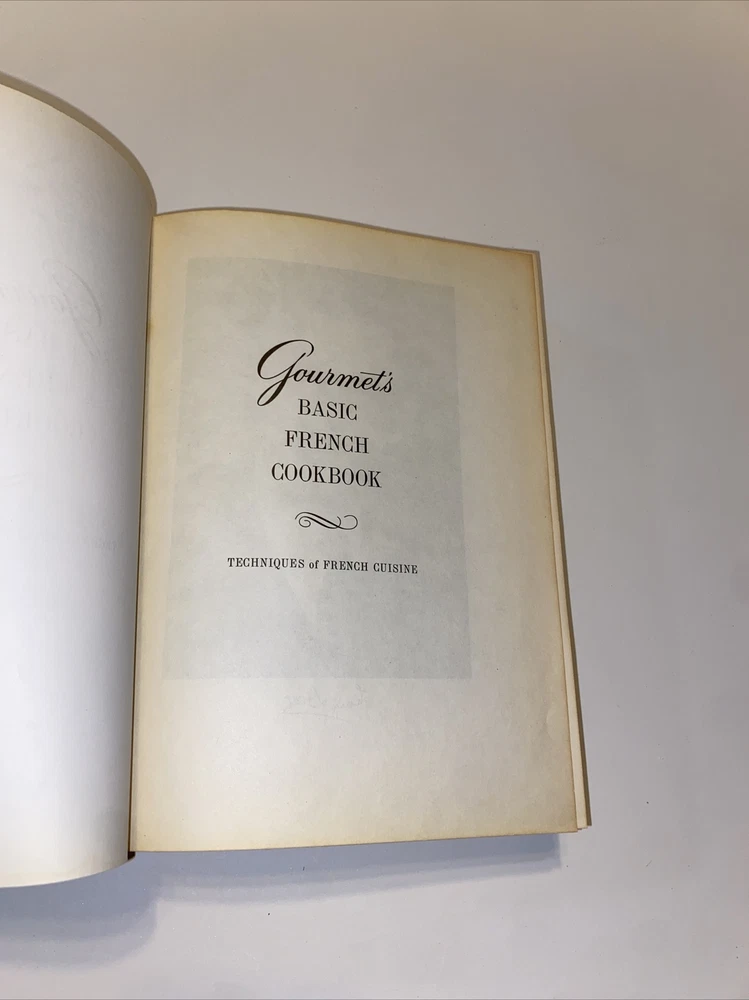 Gourmet's
BASIC
FRENCH
COOKBOOK
TECHNIQUES of FRENCH CUISINE